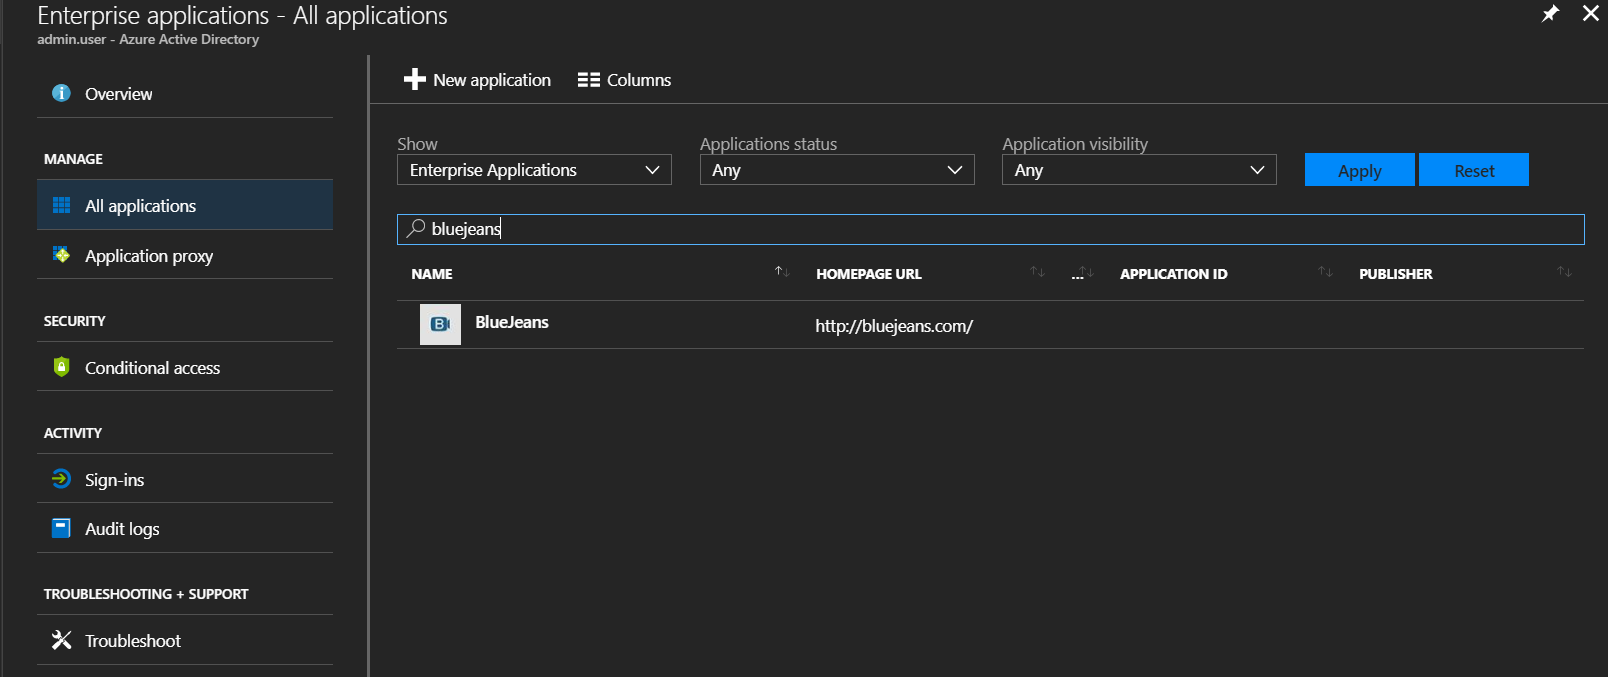 Enterprise applications - All applications
admin.user - Azure Active Directory
Overview
MANAGE
All applications
Application proxy
SECURITY
Conditional access
ACTIVITY
Sign-ins
Audit logs
TROUBLESHOOTING + SUPPORT
Troubleshoot
New application Columns
Show Applications status Application visibility
Enterprise Applications Any Any Apply Reset
bluejeans
NAME HOMEPAGE URL ... APPLICATION ID PUBLISHER
B BlueJeans http://bluejeans.com/